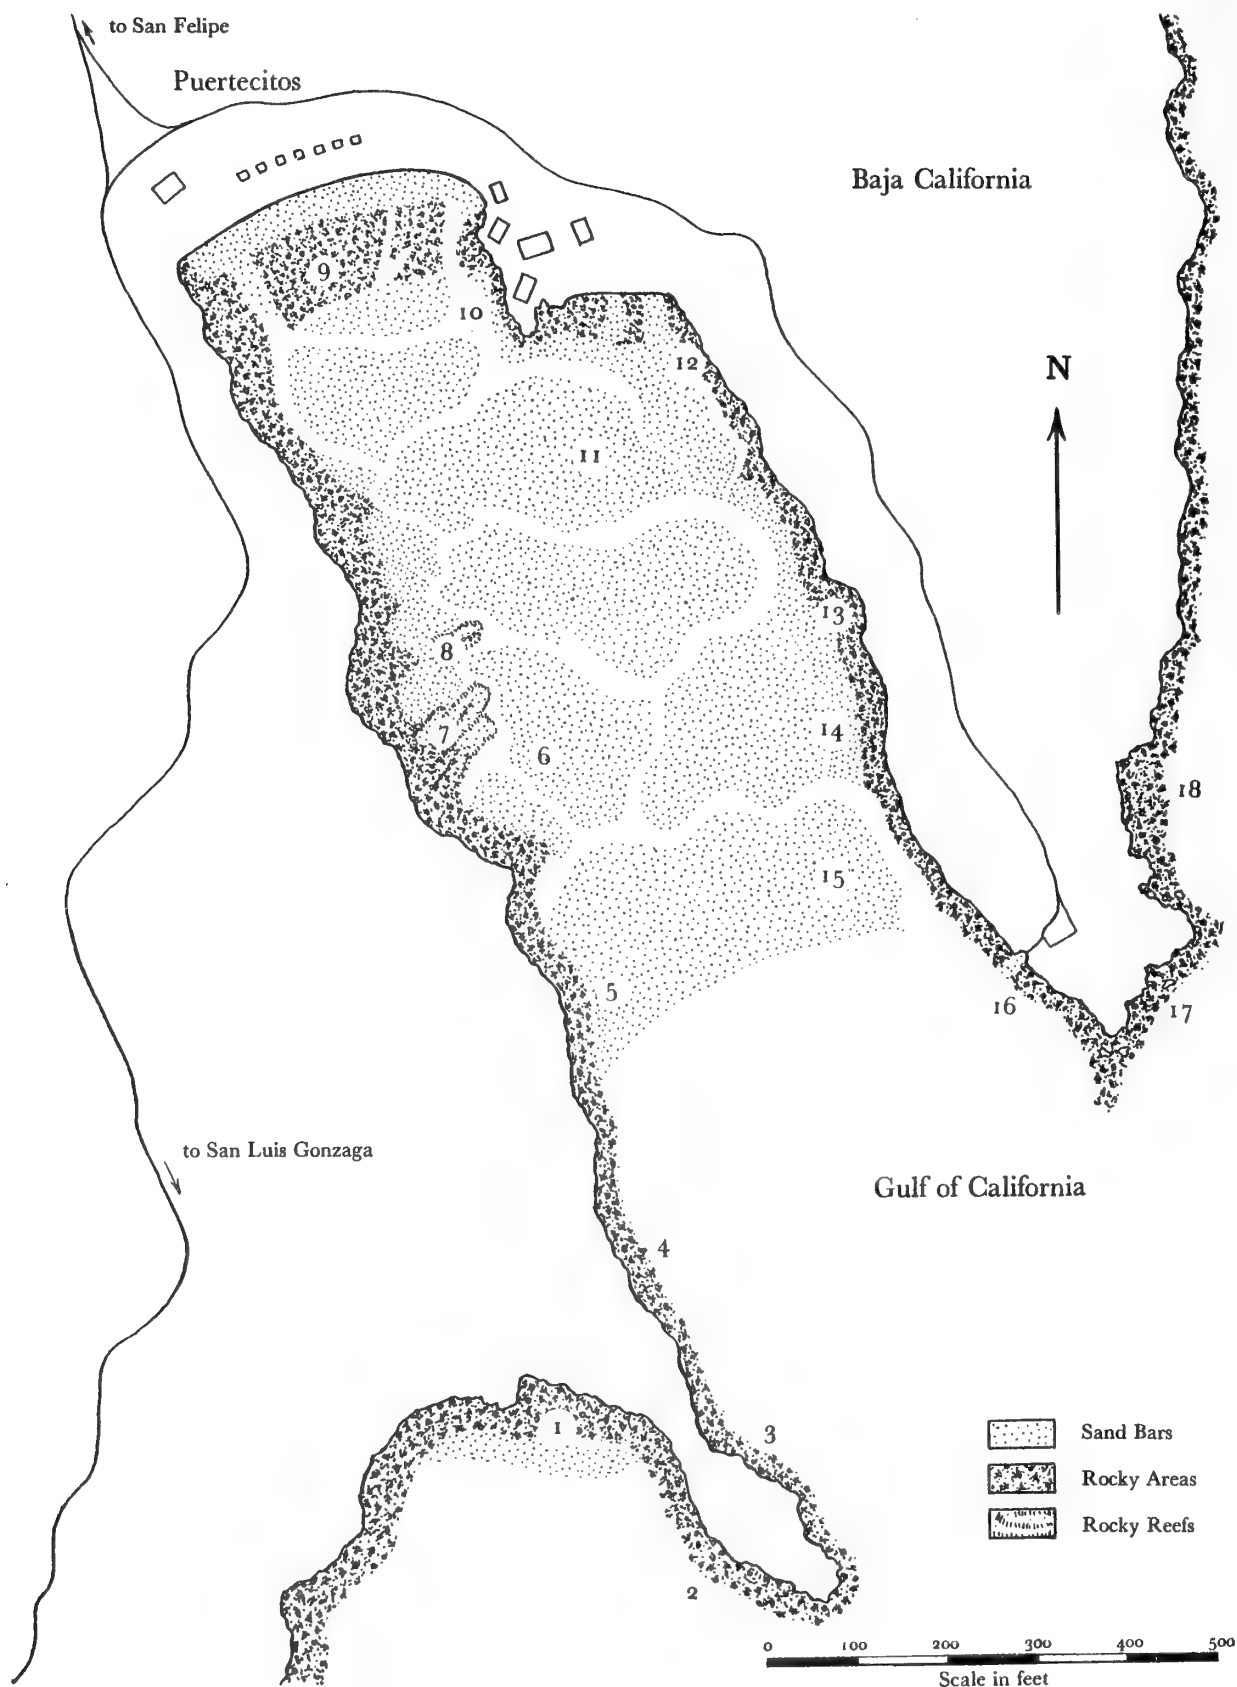 to San Felipe
Puertecitos
Baja California
9
10
12
N
11
13
8
7
14
6
18
15
5
16
17
to San Luis Gonzaga
Gulf of California
4
1
3
Sand Bars
Rocky Areas
Rocky Reefs
2
0 100 200 300 400 500
Scale in feet